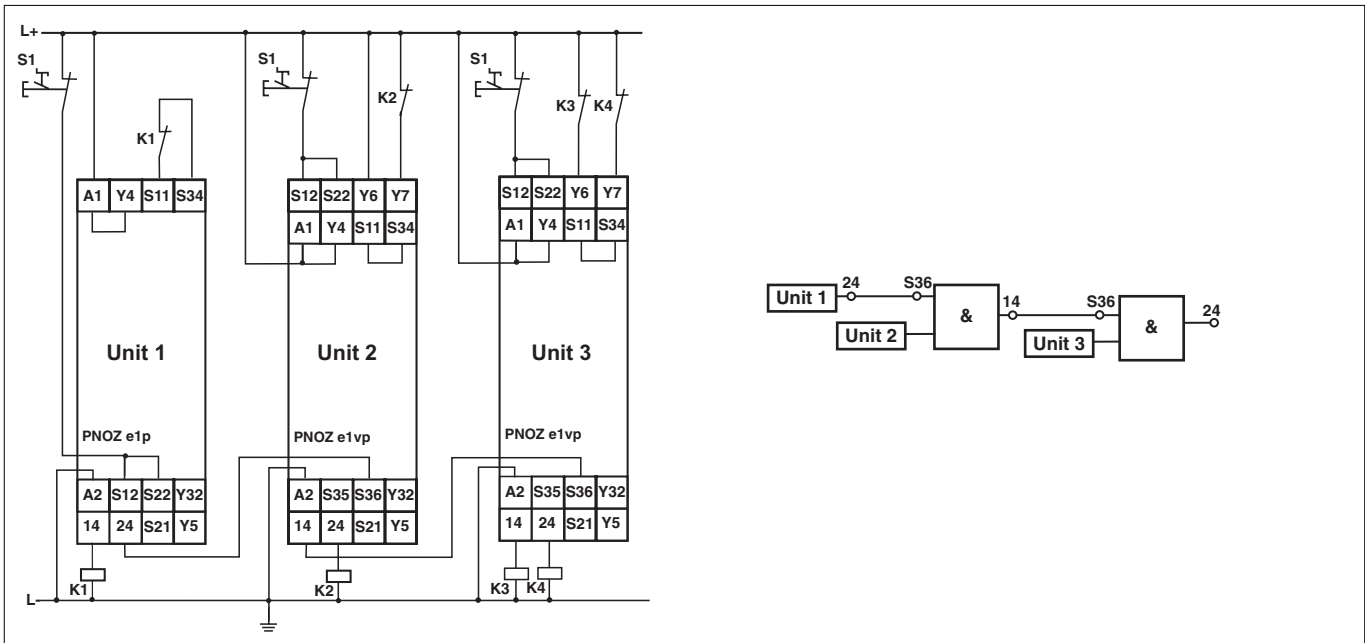 L+
S1
S1
S1
K1
K2
K3 K4
A1 Y4 S11 S34
S12 S22 Y6 Y7
A1 Y4 S11 S34
S12 S22 Y6 Y7
A1 Y4 S11 S34
Unit 1
Unit 2
Unit 3
PNOZ e1p
PNOZ e1vp
PNOZ e1vp
A2 S12 S22 Y32
14 24 S21 Y5
A2 S35 S36 Y32
14 24 S21 Y5
A2 S35 S36 Y32
14 24 S21 Y5
K1
K2
K3 K4
L-
Unit 1
24
S36
&
Unit 2
14
S36
&
Unit 3
24